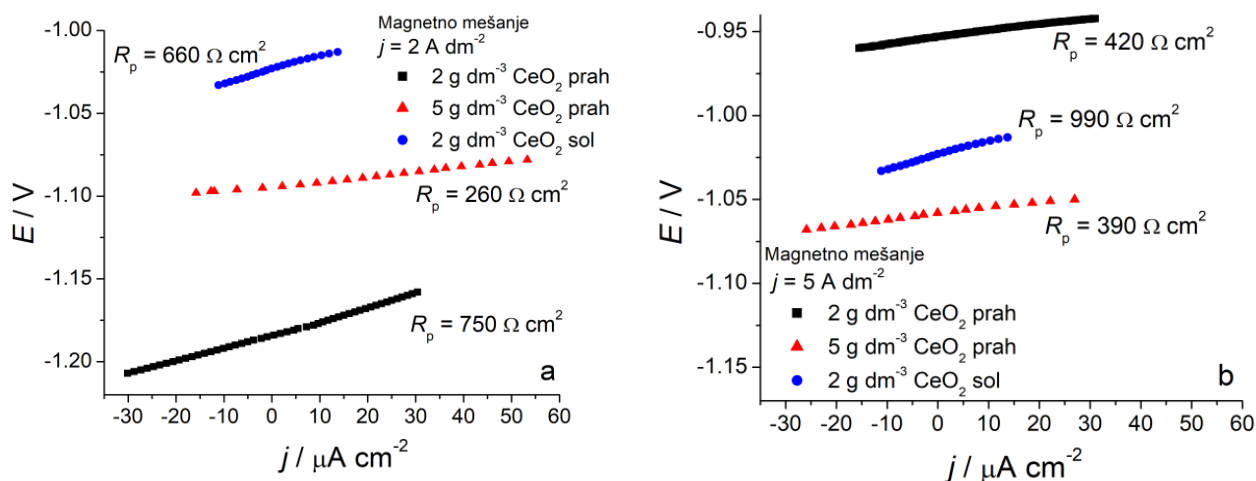 Magnetno mešanje
j = 2 A dm⁻²
2 g dm⁻³ CeO₂ prah
5 g dm⁻³ CeO₂ prah
2 g dm⁻³ CeO₂ sol
Rₚ = 660 Ω cm²
Rₚ = 260 Ω cm²
Rₚ = 750 Ω cm²
a
-1.00
-1.05
-1.10
-1.15
-1.20
E / V
-30 -20 -10 0 10 20 30 40 50 60
j / μA cm⁻²
Rₚ = 420 Ω cm²
Rₚ = 990 Ω cm²
Rₚ = 390 Ω cm²
Magnetno mešanje
j = 5 A dm⁻²
2 g dm⁻³ CeO₂ prah
5 g dm⁻³ CeO₂ prah
2 g dm⁻³ CeO₂ sol
b
-0.95
-1.00
-1.05
-1.10
-1.15
E / V
-30 -20 -10 0 10 20 30 40 50 60
j / μA cm⁻²